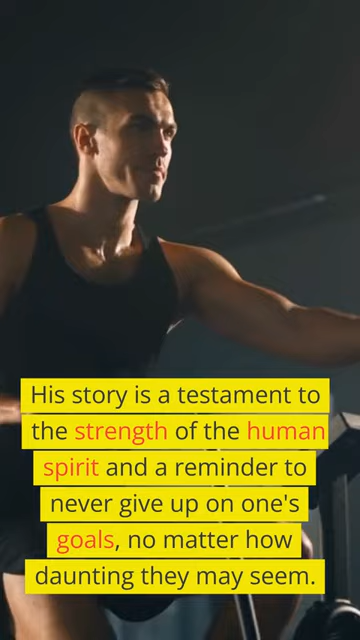 His story is a testament to
the strength of the human
spirit and a reminder to
never give up on one's
goals, no matter how
daunting they may seem.